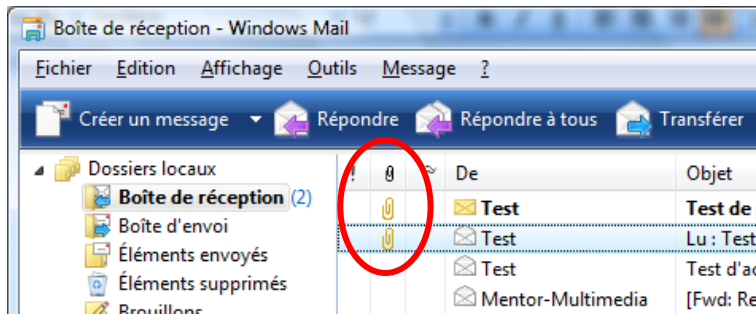 Boîte de réception - Windows Mail
Fichier Edition Affichage Outils Message ?
Créer un message Répondre Répondre à tous Transférer
Dossiers locaux
Boîte de réception (2)
Boîte d'envoi
Éléments envoyés
Éléments supprimés
Brouillons
! De Objet
Test Test de
Test Lu : Test
Test Test d'ac
Mentor-Multimedia [Fwd: Re